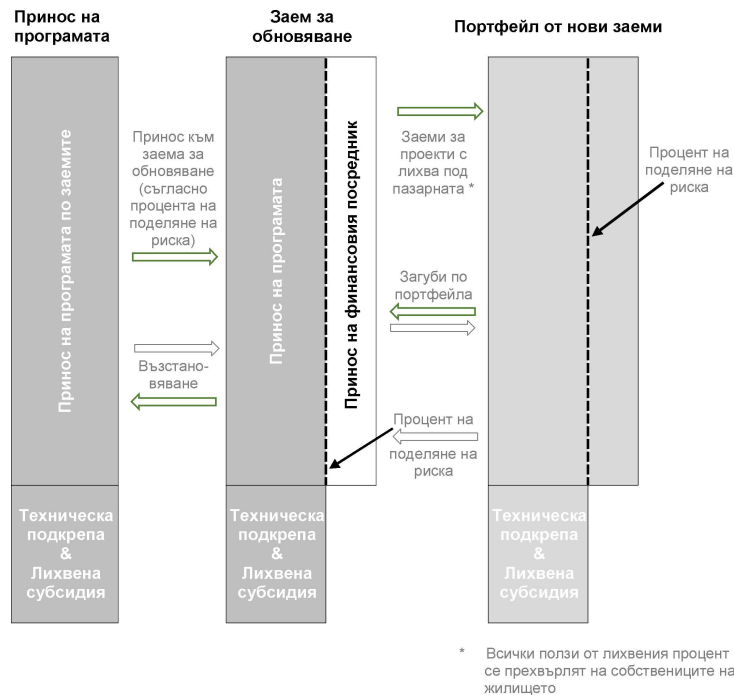 Принос на
програмата
Заем за
обновяване
Портфейл от нови заеми
Принос на програмата по заемите
Принос към
заема за
обновяване
(съгласно
процента на
поделяне на
риска)
Възстано-
вяване
Принос на програмата
Принос на финансовия посредник
Заеми за
проекти с
лихва под
пазарната *
Загуби по
портфейла
Процент на
поделяне на
риска
Процент на
поделяне на
риска
Техническа
подкрепа
&
Лихвена
субсидия
Техническа
подкрепа
&
Лихвена
субсидия
Техническа
подкрепа
&
Лихвена
субсидия
* Всички ползи от лихвения процент
се прехвърлят на собствениците на
жилището